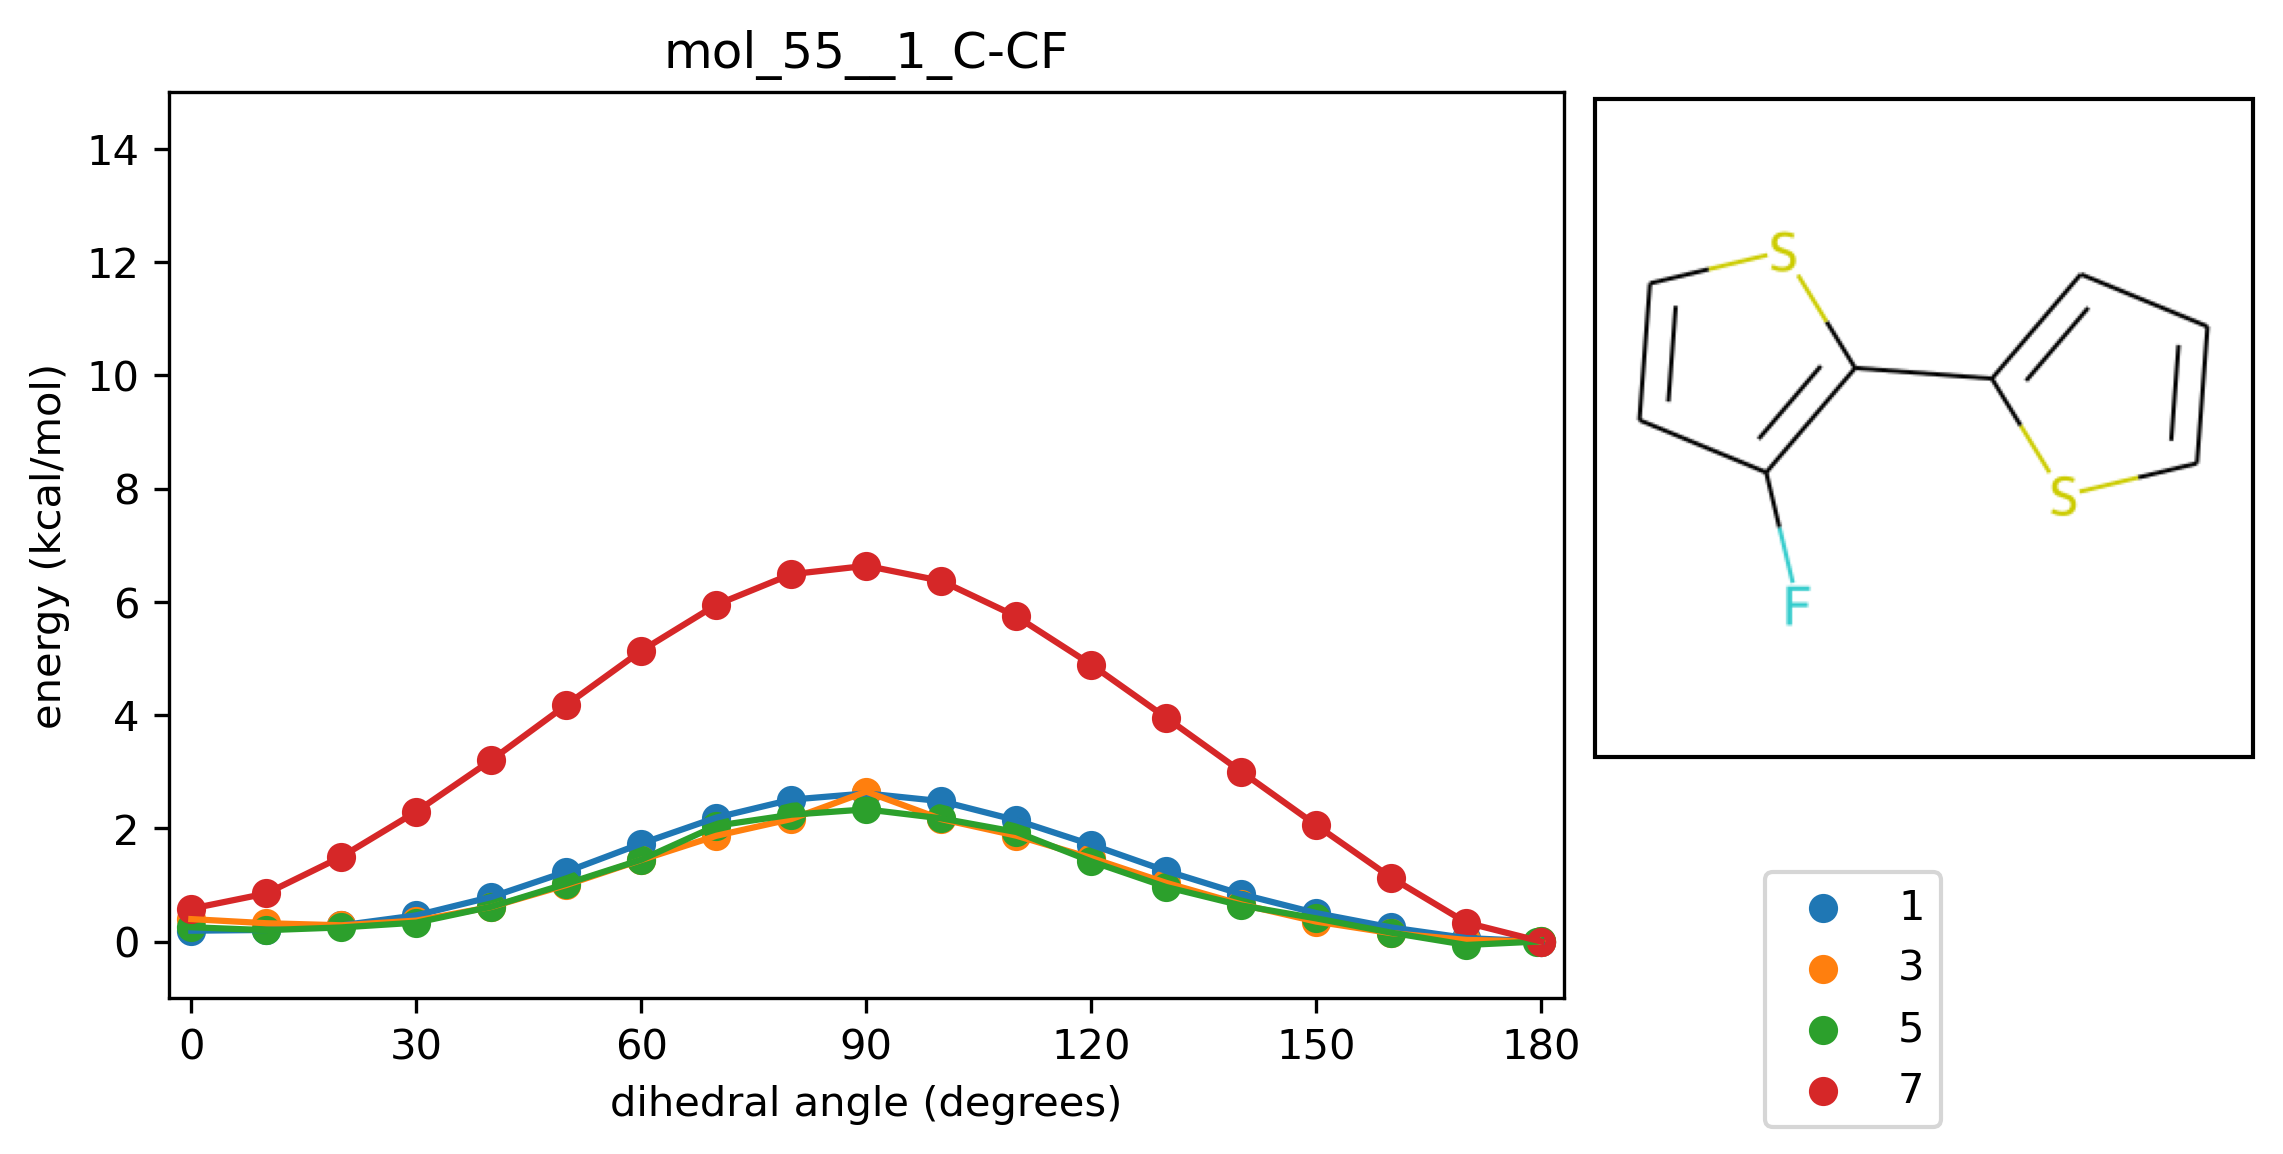 mol_55__1_C-CF
energy (kcal/mol)
14
12
10
8
6
4
2
0
0 30 60 90 120 150 180
dihedral angle (degrees)
S
S
F
1
3
5
7